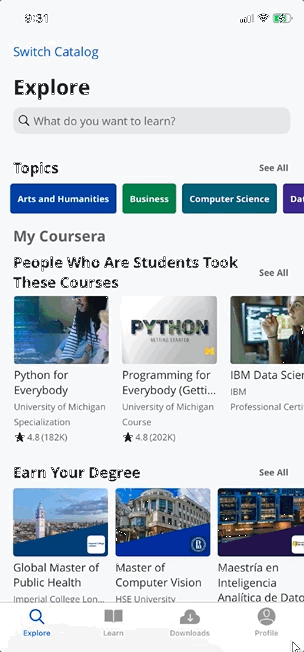 9:31
Switch Catalog
Explore
What do you want to learn?
Topics
See All
Arts and Humanities
Business
Computer Science
Dat
My Coursera
People Who Are Students Took
These Courses
See All
PYTHON
GETTING STARTED
Python for
Everybody
University of Michigan
Specialization
4.8 (182K)
Programming for
Everybody (Getti...
University of Michigan
Course
4.8 (202K)
IBM Data Scien
IBM
Professional Certi
Earn Your Degree
See All
Global Master of
Public Health
Imperial College Lon...
Master of
Computer Vision
HSE University
Maestría en
Inteligencia
Analítica de Dato
Explore
Learn
Downloads
Profile